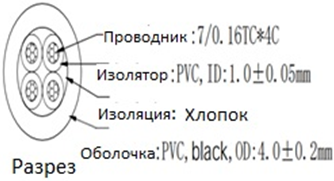 Проводник :7/0.16TC*4C
Изолятор:PVC, ID:1.0±0.05mm
Изоляция: Хлопок
Оболочка:PVC, black, OD:4.0±0.2mm
Разрез